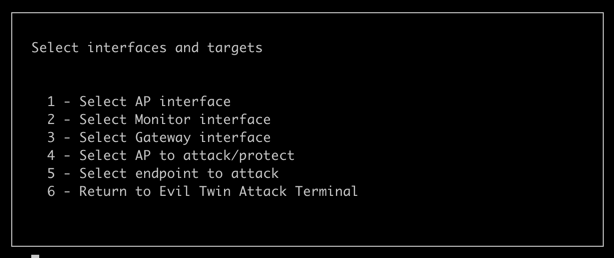 Select interfaces and targets
1 - Select AP interface
2 - Select Monitor interface
3 - Select Gateway interface
4 - Select AP to attack/protect
5 - Select endpoint to attack
6 - Return to Evil Twin Attack Terminal